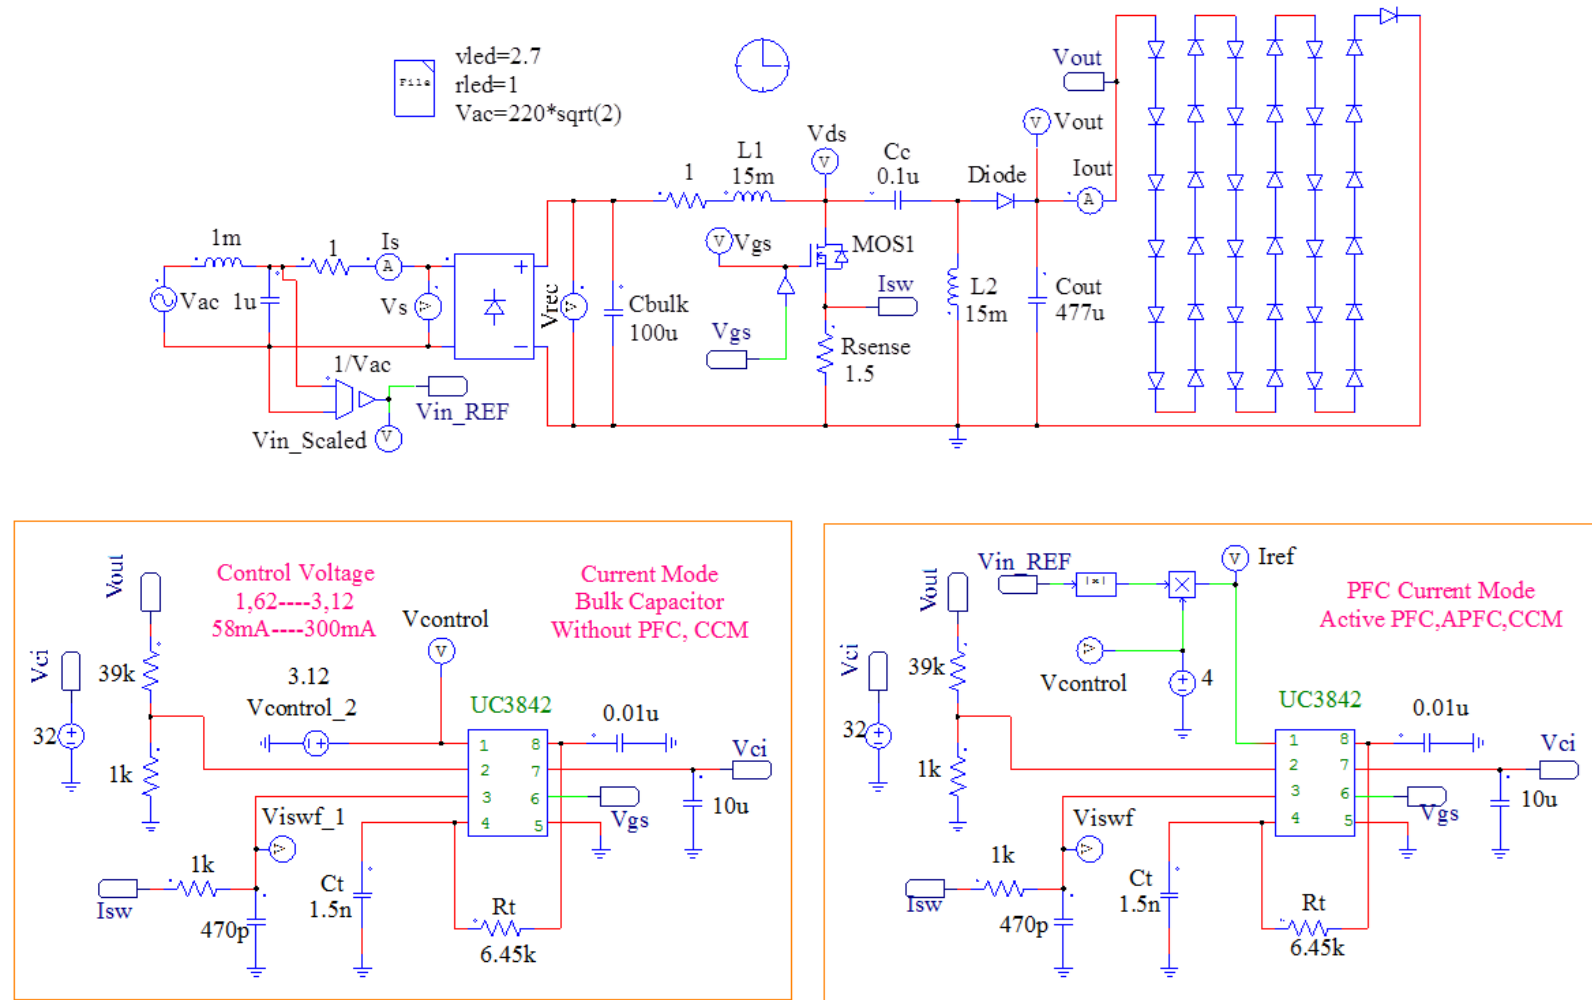 File
vled=2.7
rled=1
Vac=220*sqrt(2)
Vout
V
Vout
Vds
V
L1
15m
1
Cc
0.1u
Diode
Iout
A
1m
1
Is
A
V
Vgs
MOS1
Isw
Vac
1u
Vs
V
Vrec
V
Cbulk
100u
L2
15m
Cout
477u
Vgs
Rsense
1.5
1/Vac
Vin_REF
Vin_Scaled
V
Vout
Control Voltage
1,62----3,12
58mA----300mA
Current Mode
Bulk Capacitor
Without PFC, CCM
Vcontrol
V
Vci
39k
3.12
Vcontrol_2
UC3842
0.01u
32
1k
1
2
3
4
8
7
6
5
Vci
10u
Vgs
Viswf_1
V
1k
Isw
470p
Ct
1.5n
Rt
6.45k
Vin_REF
|x|
V
Iref
PFC Current Mode
Active PFC,APFC,CCM
Vout
Vci
39k
V
Vcontrol
4
UC3842
0.01u
32
1k
1
2
3
4
8
7
6
5
Vci
10u
Vgs
Viswf
V
1k
Isw
470p
Ct
1.5n
Rt
6.45k